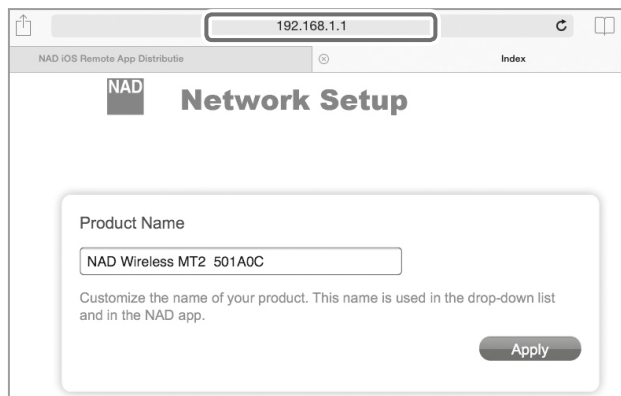 192.168.1.1
NAD iOS Remote App Distributie
Index
NAD
Network Setup
Product Name
NAD Wireless MT2 501A0C
Customize the name of your product. This name is used in the drop-down list
and in the NAD app.
Apply